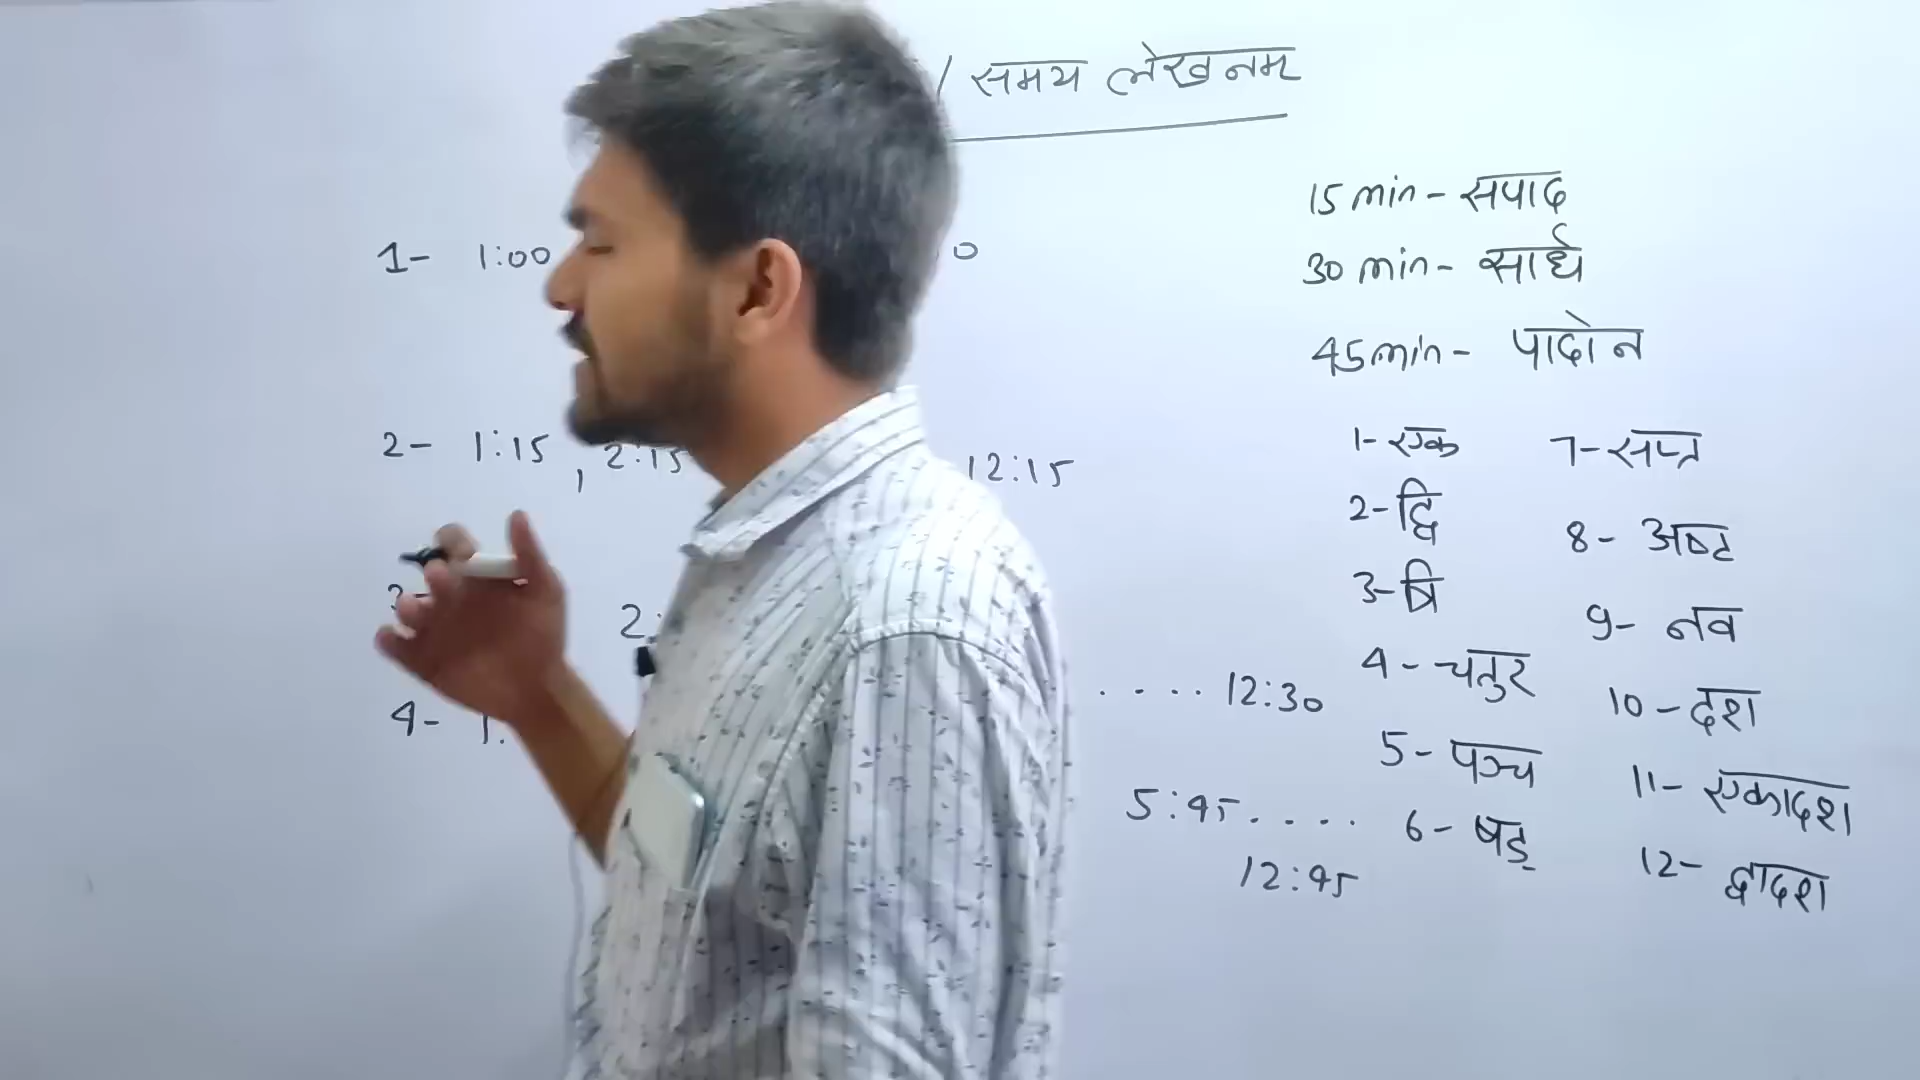 / समय लेखनम्
15 min - सपाद
30 min - सार्ध
45 min - पादोन
1- 1:00
2- 1:15 , 2:15 12:15
3-
2:
.... 12:30
4- 1:
5:45 ....
12:45
1- एक
2- द्वि
3- त्रि
4 - चतुर
5 - पञ्च
6 - षड्
7- सप्त
8 - अष्ट
9 - नव
10 - दश
11 - एकादश
12 - द्वादश